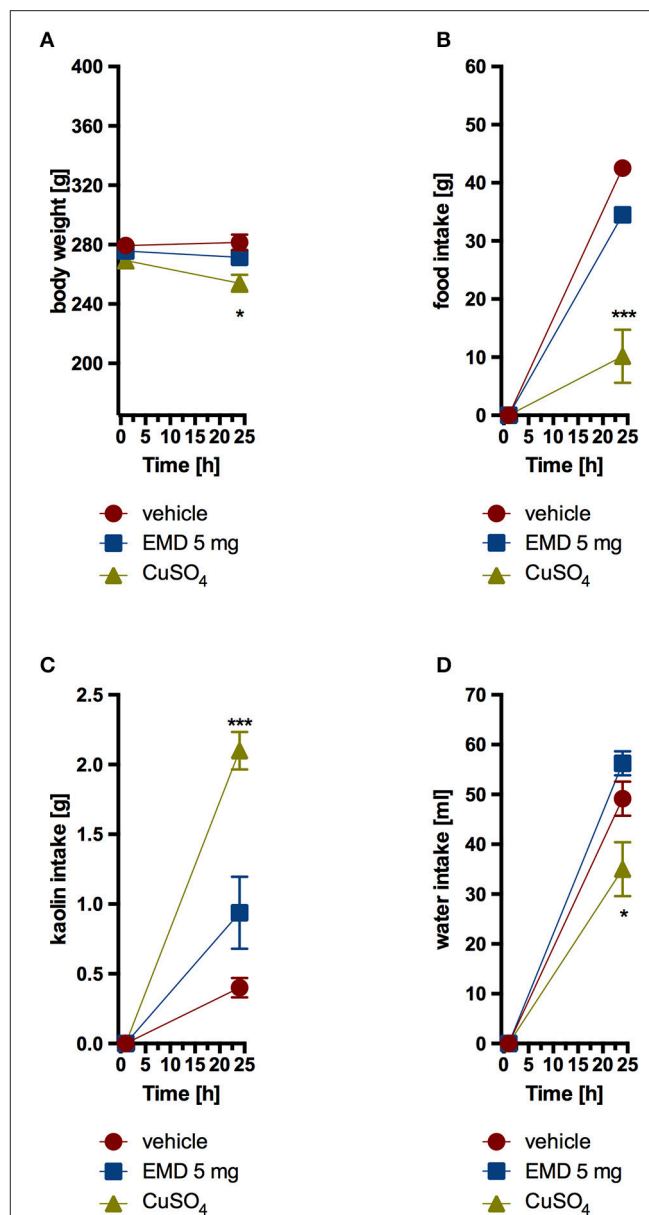 A
400
360
320
280
240
200
body weight [g]
*
0 5 10 15 20 25
Time [h]
vehicle
EMD 5 mg
CuSO₄
B
60
50
40
30
20
10
0
food intake [g]
***
0 5 10 15 20 25
Time [h]
vehicle
EMD 5 mg
CuSO₄
C
2.5
2.0
1.5
1.0
0.5
0.0
kaolin intake [g]
***
0 5 10 15 20 25
Time [h]
vehicle
EMD 5 mg
CuSO₄
D
70
60
50
40
30
20
10
0
water intake [ml]
*
0 5 10 15 20 25
Time [h]
vehicle
EMD 5 mg
CuSO₄